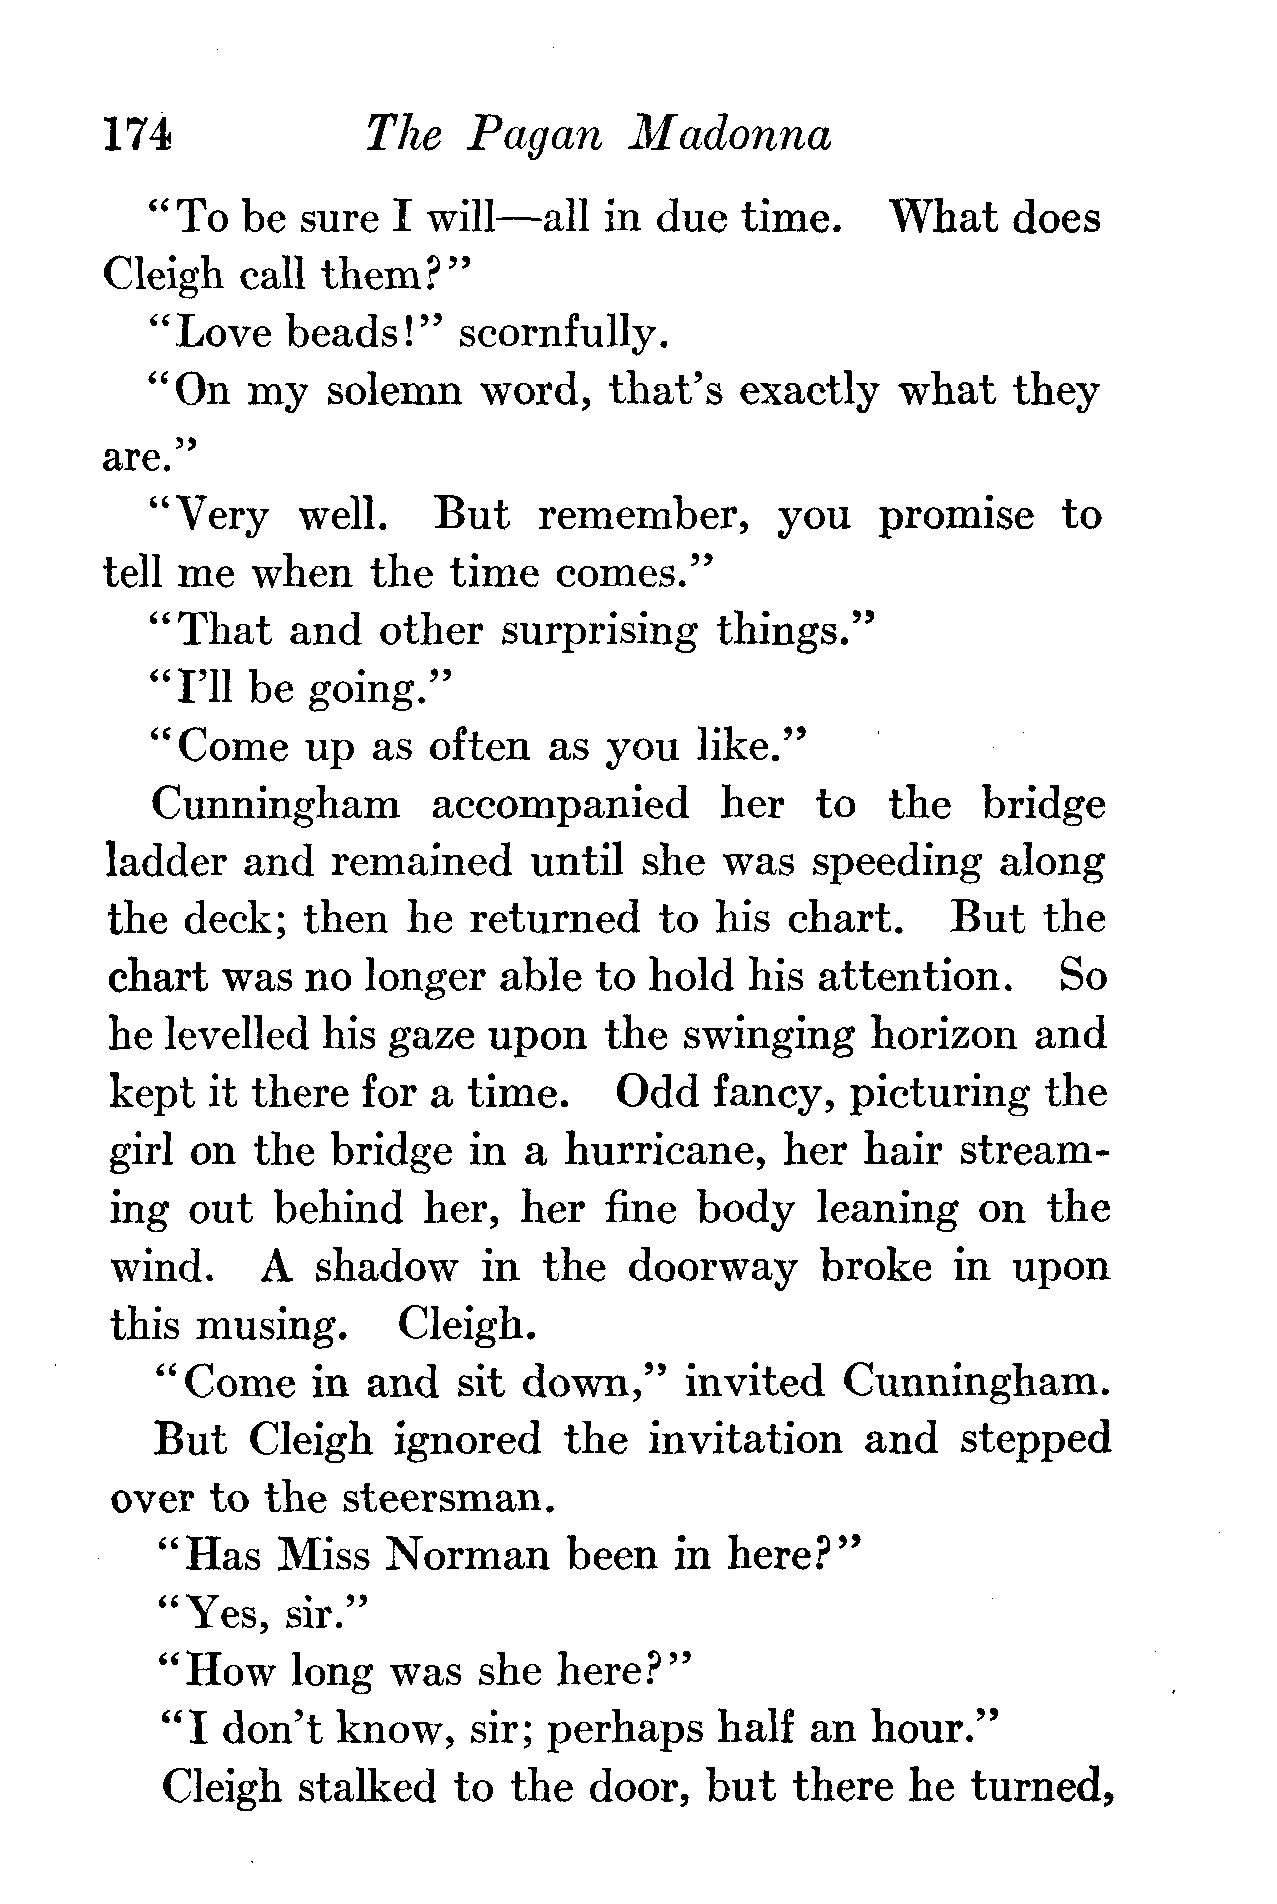 174 The Pagan Madonna
“To be sure I will—all in due time. What does
Cleigh call them?”
“Love beads!” scornfully.
“On my solemn word, that’s exactly what they
are.”
“Very well. But remember, you promise to
tell me when the time comes.”
“That and other surprising things.”
“I’ll be going.”
“Come up as often as you like.”
Cunningham accompanied her to the bridge
ladder and remained until she was speeding along
the deck; then he returned to his chart. But the
chart was no longer able to hold his attention. So
he levelled his gaze upon the swinging horizon and
kept it there for a time. Odd fancy, picturing the
girl on the bridge in a hurricane, her hair stream-
ing out behind her, her fine body leaning on the
wind. A shadow in the doorway broke in upon
this musing. Cleigh.
“Come in and sit down,” invited Cunningham.
But Cleigh ignored the invitation and stepped
over to the steersman.
“Has Miss Norman been in here?”
“Yes, sir.”
“How long was she here?”
“I don’t know, sir; perhaps half an hour.”
Cleigh stalked to the door, but there he turned,